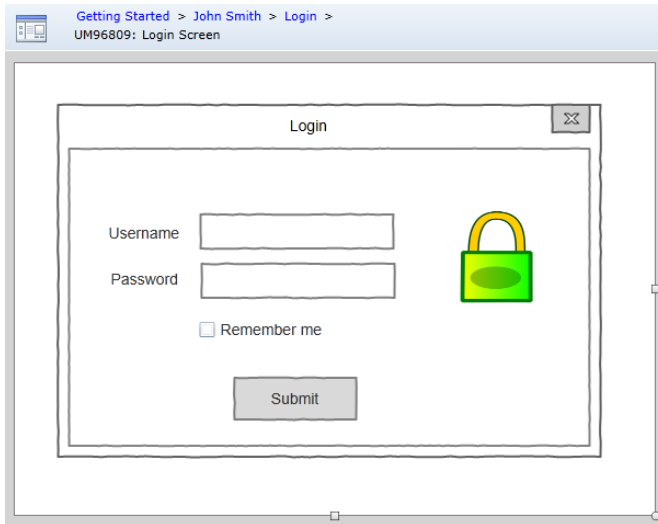 Getting Started > John Smith > Login >
UM96809: Login Screen
Login
Username
Password
Remember me
Submit